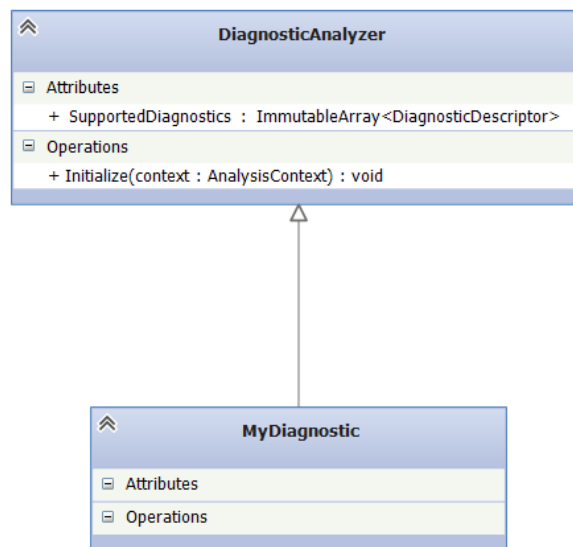 DiagnosticAnalyzer
Attributes
+ SupportedDiagnostics : ImmutableArray<DiagnosticDescriptor>
Operations
+ Initialize(context : AnalysisContext) : void
MyDiagnostic
Attributes
Operations